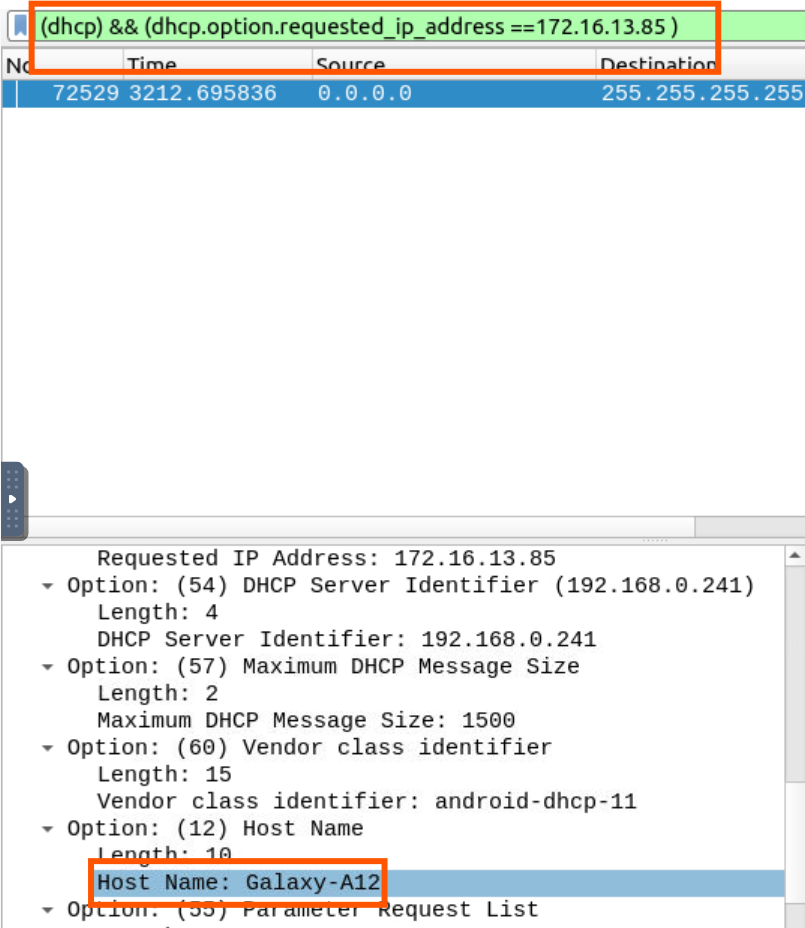 (dhcp) && (dhcp.option.requested_ip_address ==172.16.13.85 )
Time Source Destination
72529 3212.695836 0.0.0.0 255.255.255.255
Requested IP Address: 172.16.13.85
Option: (54) DHCP Server Identifier (192.168.0.241)
Length: 4
DHCP Server Identifier: 192.168.0.241
Option: (57) Maximum DHCP Message Size
Length: 2
Maximum DHCP Message Size: 1500
Option: (60) Vendor class identifier
Length: 15
Vendor class identifier: android-dhcp-11
Option: (12) Host Name
Length: 10
Host Name: Galaxy-A12
Option: (55) Parameter Request List